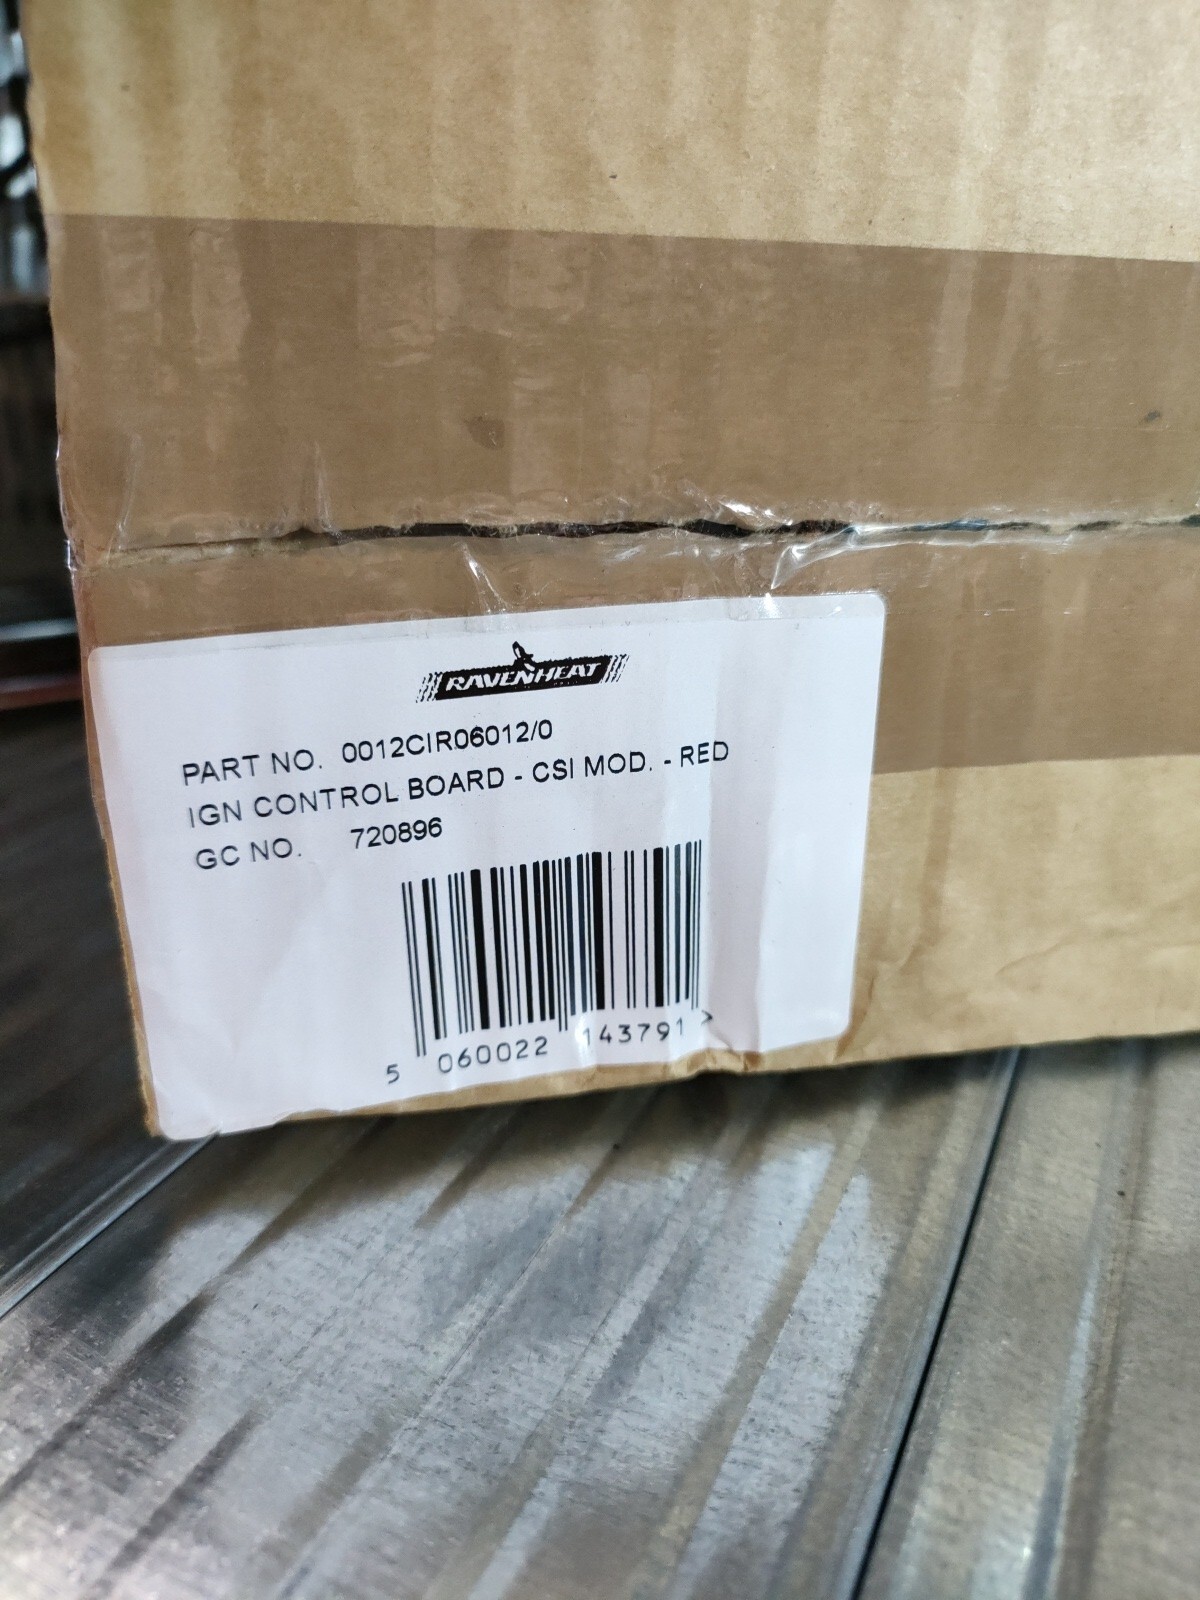 RAVENHEAT
PART NO. 0012CIR06012/0
IGN CONTROL BOARD - CSI MOD. - RED
GC NO. 720896
5 060022 143791 >